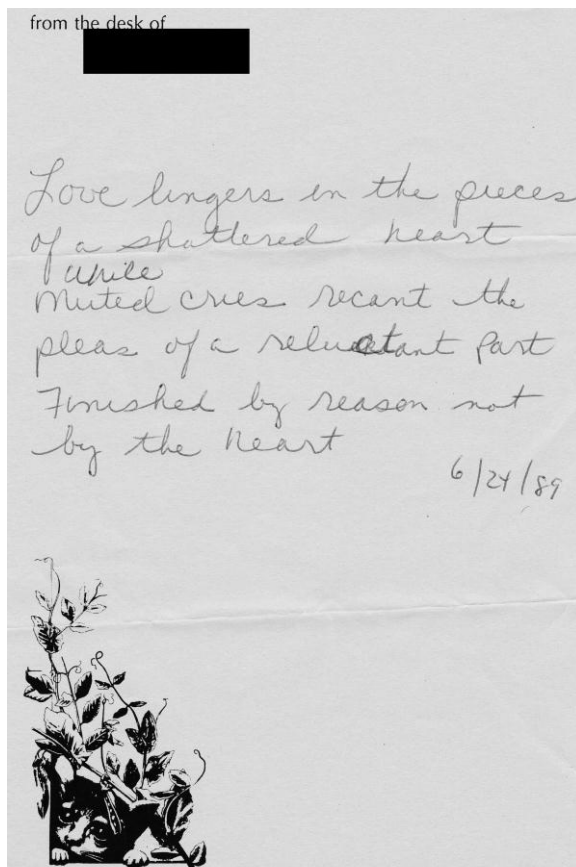 from the desk of
Love lingers in the pieces
of a shattered heart
while
Muted cries recant the
pleas of a reluctant part
Finished by reason not
by the heart
6/24/89